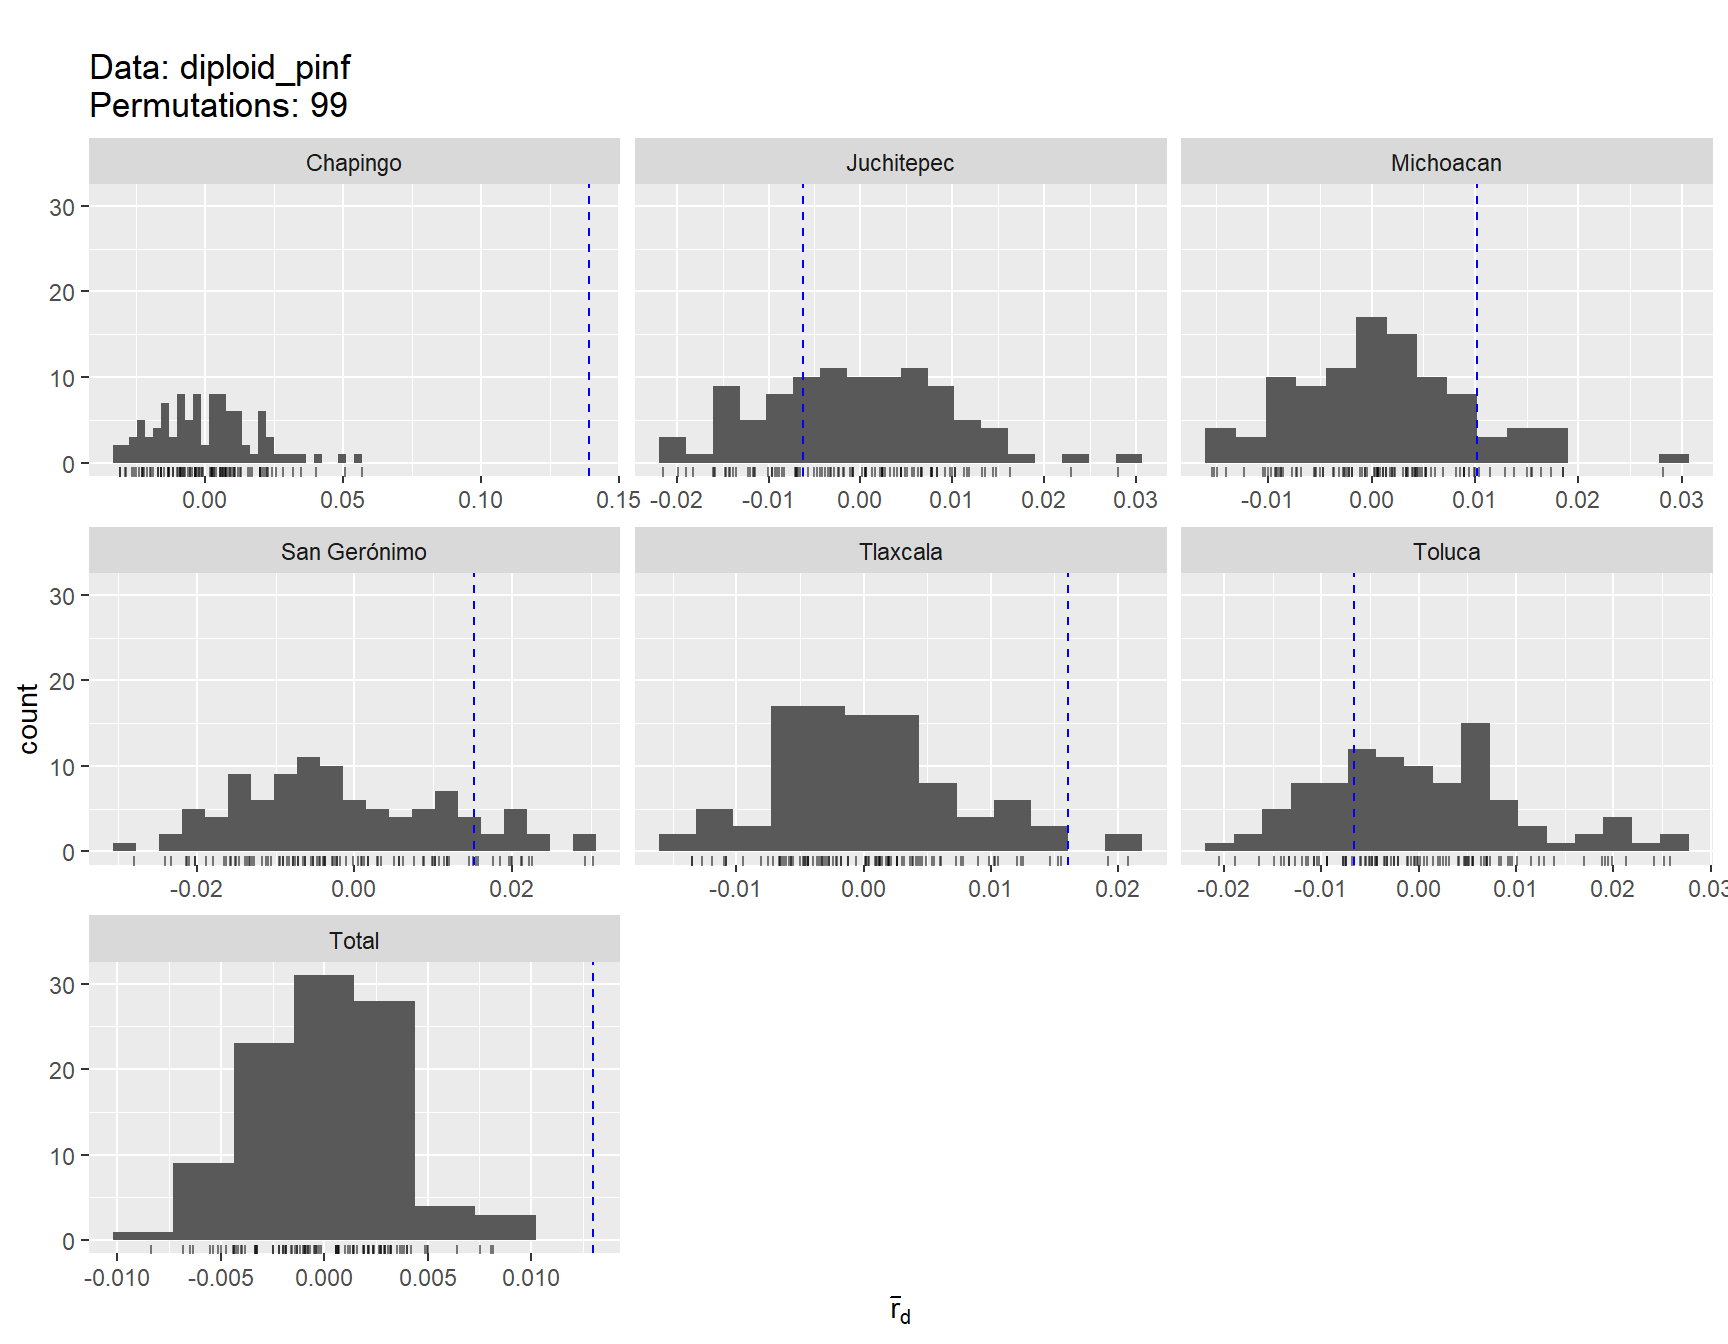 Data: diploid_pinf
Permutations: 99
Chapingo Juchitepec Michoacan
30
20
10
0
0.00 0.05 0.10 0.15 -0.02 -0.01 0.00 0.01 0.02 0.03 -0.01 0.00 0.01 0.02 0.03
San Gerónimo Tlaxcala Toluca
30
20
10
0
-0.02 0.00 0.02 -0.01 0.00 0.01 0.02 -0.02 -0.01 0.00 0.01 0.02 0.03
count
Total
30
20
10
0
-0.010 -0.005 0.000 0.005 0.010
r̄d